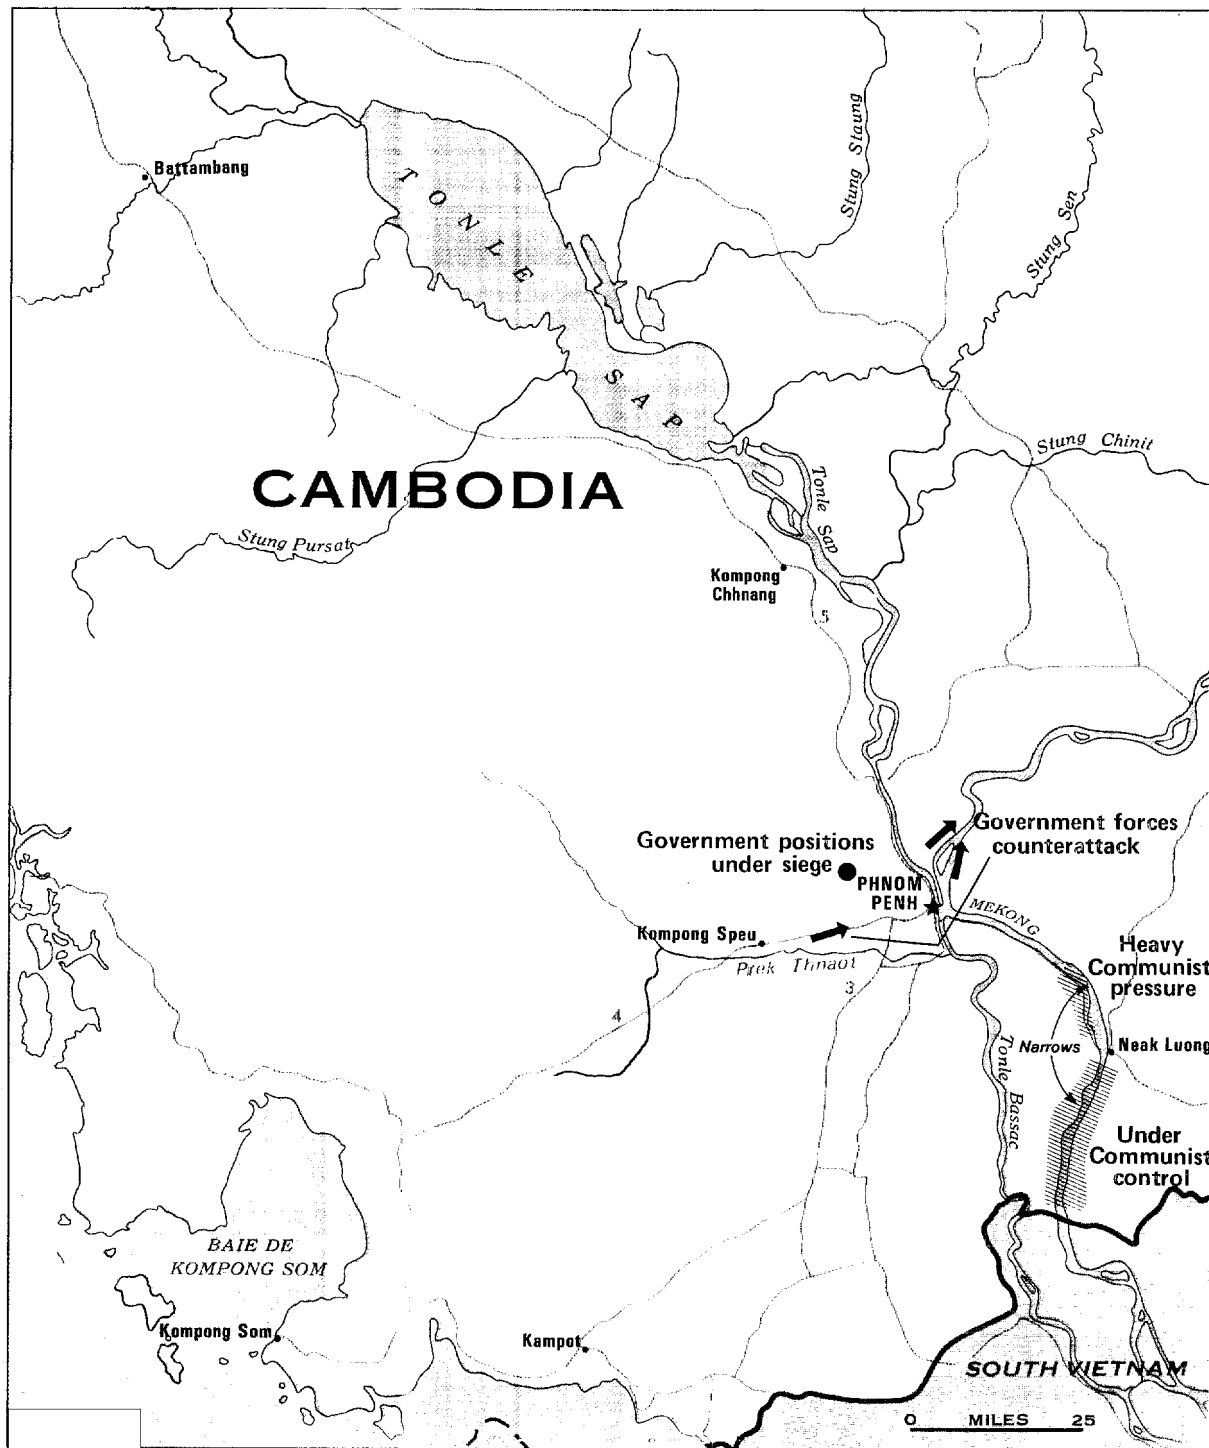 Battambang
TONLE
SAP
Stung Staung
Stung Sen
Stung Chinit
CAMBODIA
Tonle Sap
Stung Pursat
Kompong
Chhnang
5
Government positions
under siege
Government forces
counterattack
PHNOM
PENH
MEKONG
Kompong Speu
Prek Thnaot
Heavy
Communist
pressure
3
4
Narrows
Neak Luong
Tonle Bassac
Under
Communist
control
BAIE DE
KOMPONG SOM
Kompong Som
Kampot
SOUTH VIETNAM
0 MILES 25